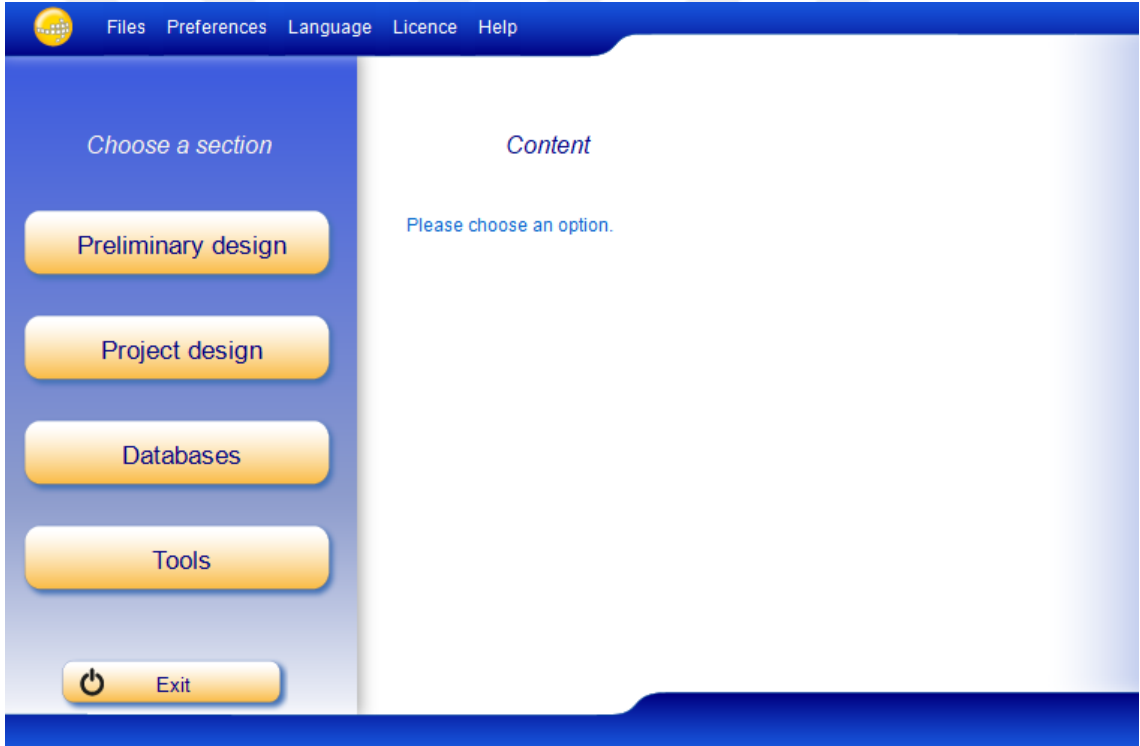 Files Preferences Language Licence Help
Choose a section
Content
Please choose an option.
Preliminary design
Project design
Databases
Tools
Exit